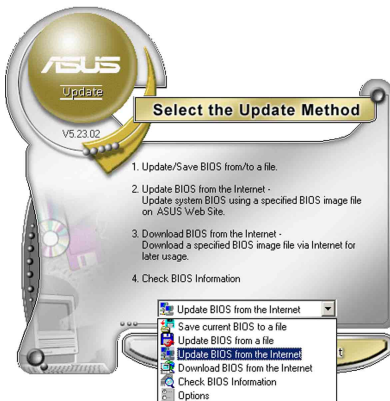 ASUS
Update
V5.23.02
Select the Update Method
1. Update/Save BIOS from/to a file.
2. Update BIOS from the Internet -
Update system BIOS using a specified BIOS image file
on ASUS Web Site.
3. Download BIOS from the Internet -
Download a specified BIOS image file via Internet for
later usage.
4. Check BIOS Information
Update BIOS from the Internet
Save current BIOS to a file
Update BIOS from a file
Update BIOS from the Internet
Download BIOS from the Internet
Check BIOS Information
Options